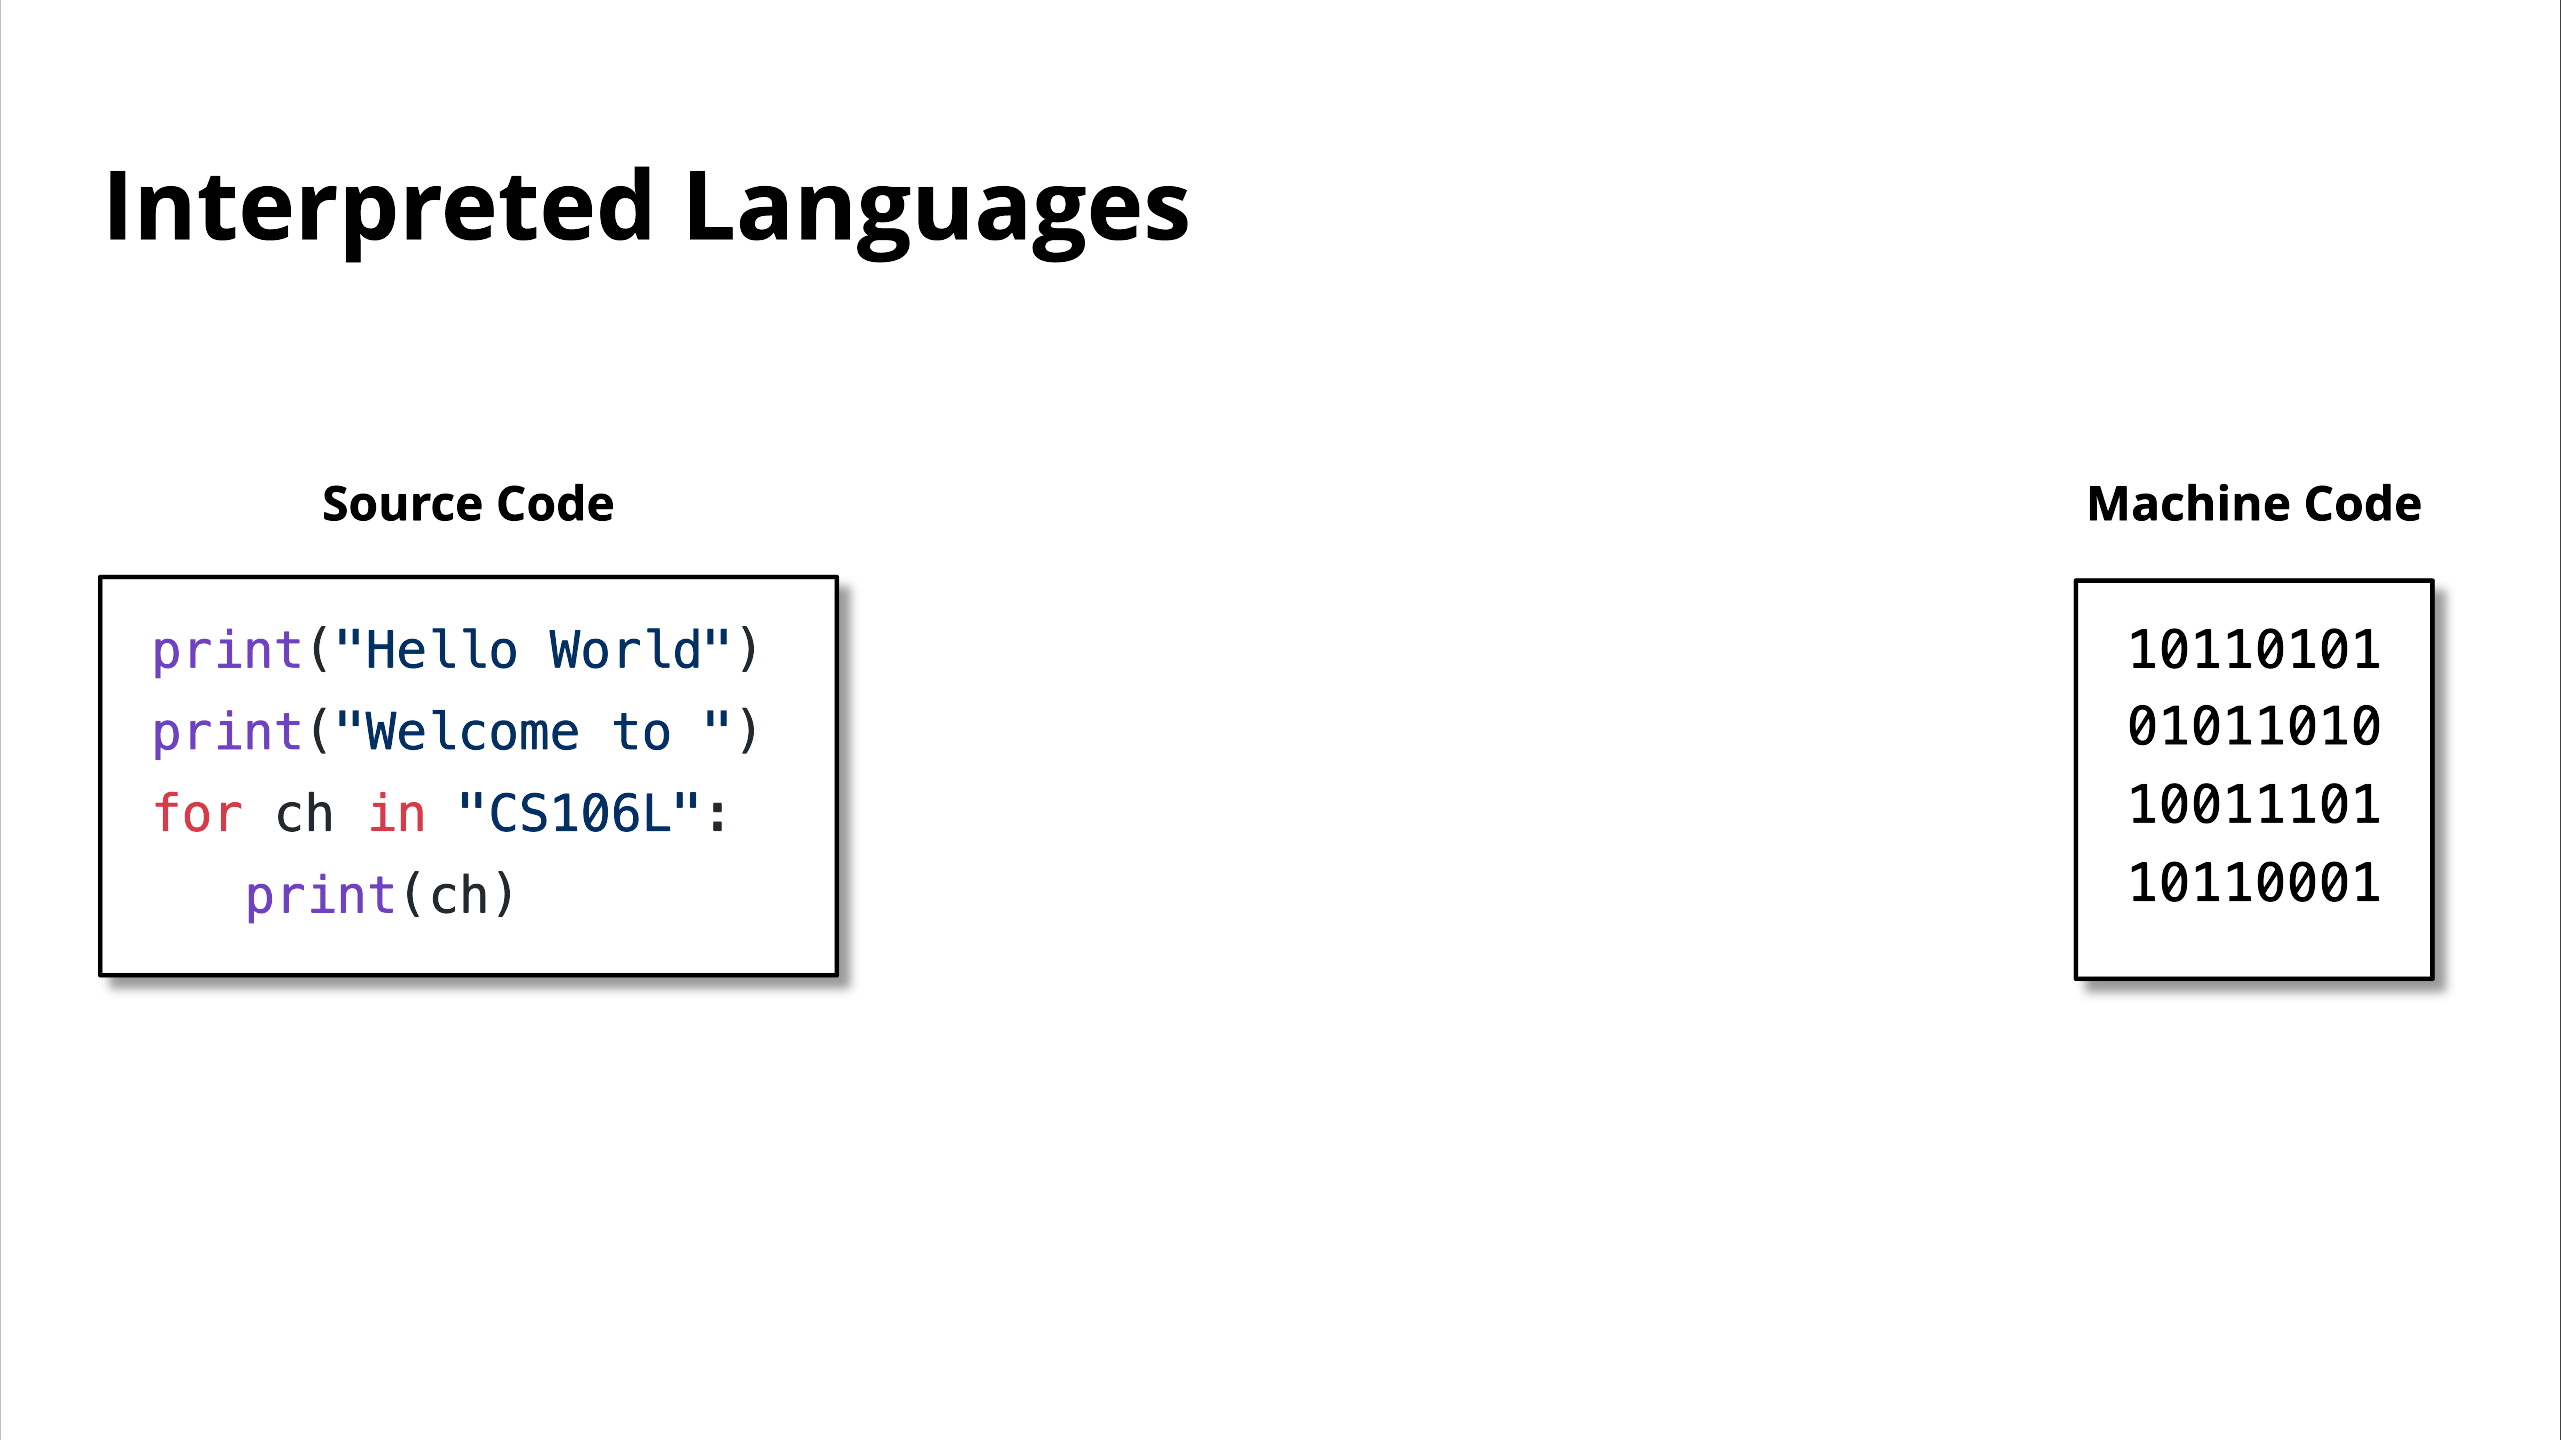 Interpreted Languages
Source Code
print("Hello World")
print("Welcome to ")
for ch in "CS106L":
   print(ch)
Machine Code
10110101
01011010
10011101
10110001